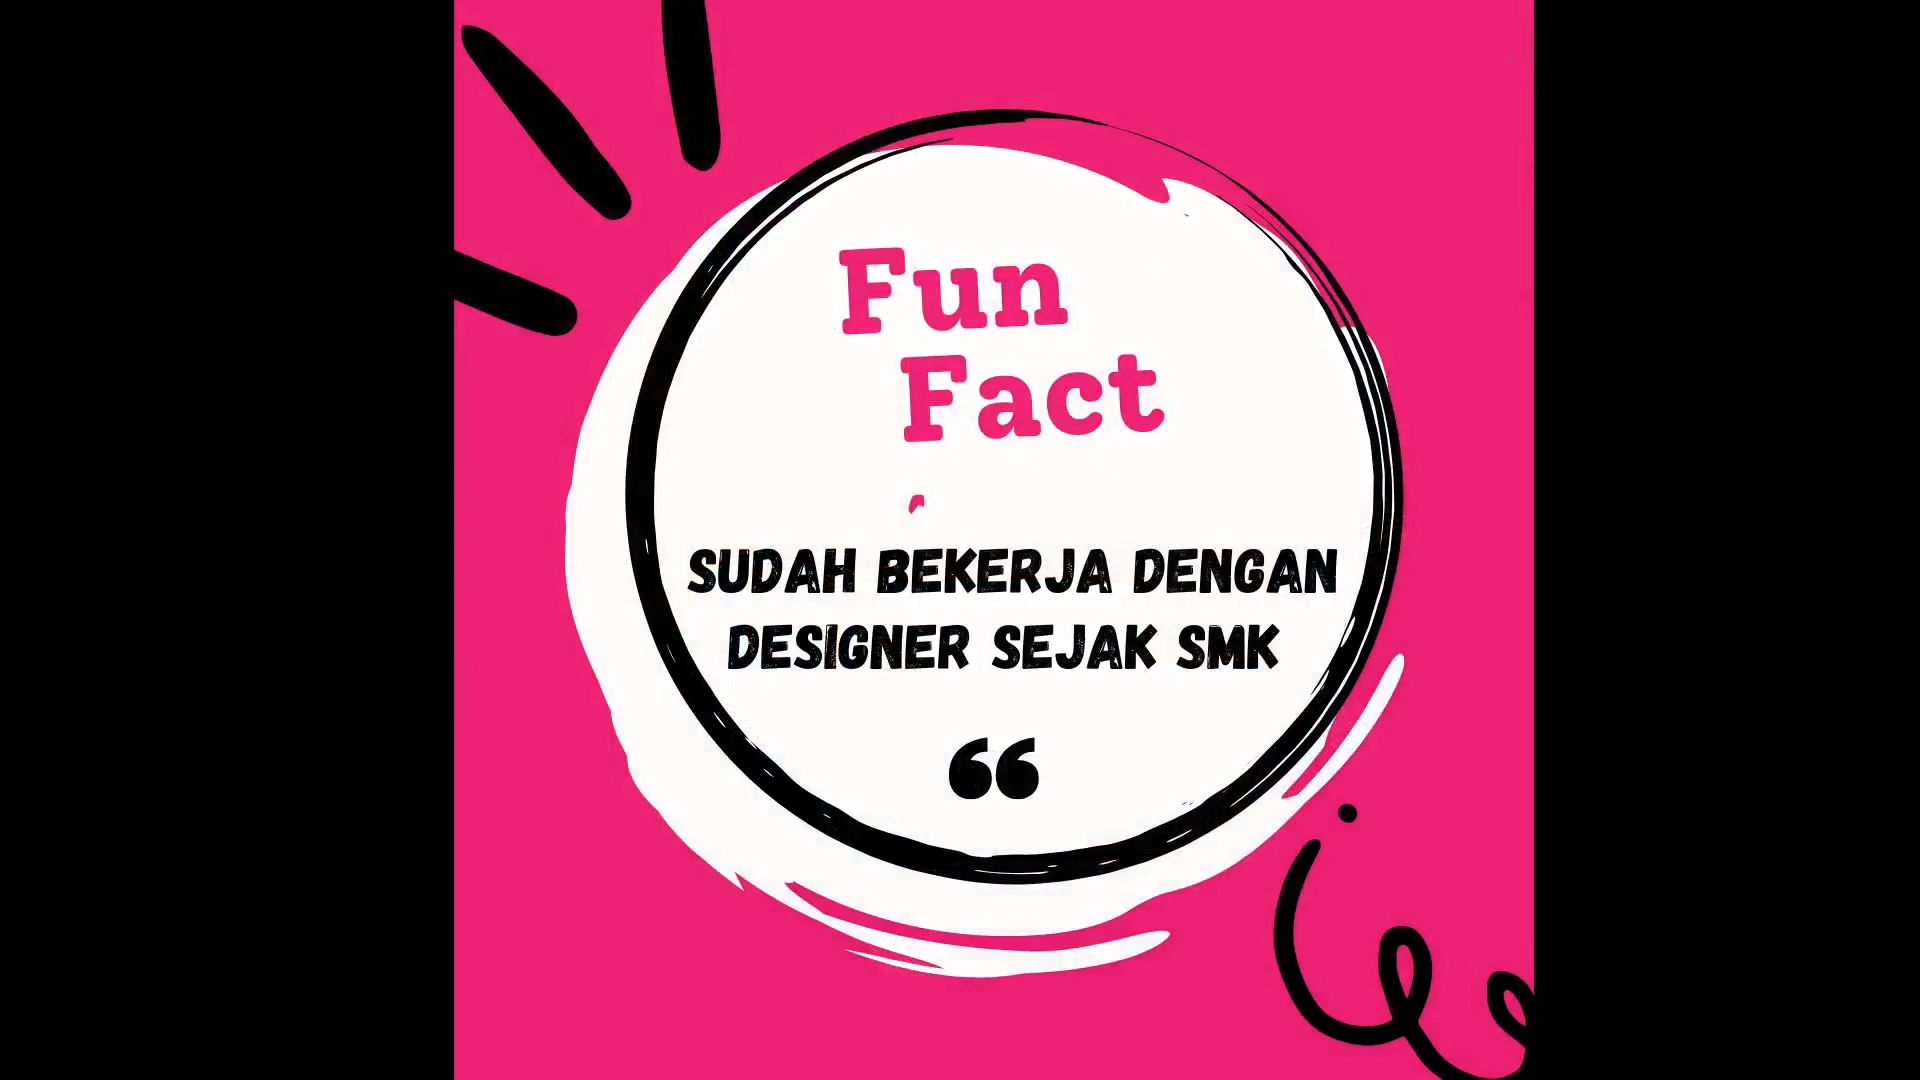 Fun
Fact
SUDAH BEKERJA DENGAN
DESIGNER SEJAK SMK
“